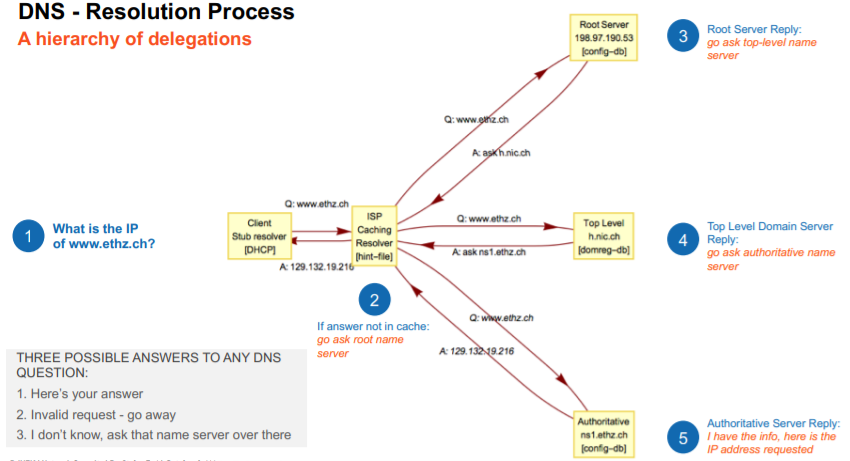 DNS - Resolution Process
A hierarchy of delegations
Root Server
198.97.190.53
[config-db]
3
Root Server Reply:
go ask top-level name
server
Q: www.ethz.ch
A: ask h.nic.ch
1
What is the IP
of www.ethz.ch?
Q: www.ethz.ch
Client
Stub resolver
[DHCP]
A: 129.132.19.216
ISP
Caching
Resolver
[hint-file]
Q: www.ethz.ch
A: ask ns1.ethz.ch
Top Level
h.nic.ch
[domreg-db]
4
Top Level Domain Server
Reply:
go ask authoritative name
server
2
If answer not in cache:
go ask root name
server
Q: www.ethz.ch
A: 129.132.19.216
THREE POSSIBLE ANSWERS TO ANY DNS
QUESTION:
1. Here's your answer
2. Invalid request - go away
3. I don't know, ask that name server over there
Authoritative
ns1.ethz.ch
[config-db]
5
Authoritative Server Reply:
I have the info, here is the
IP address requested